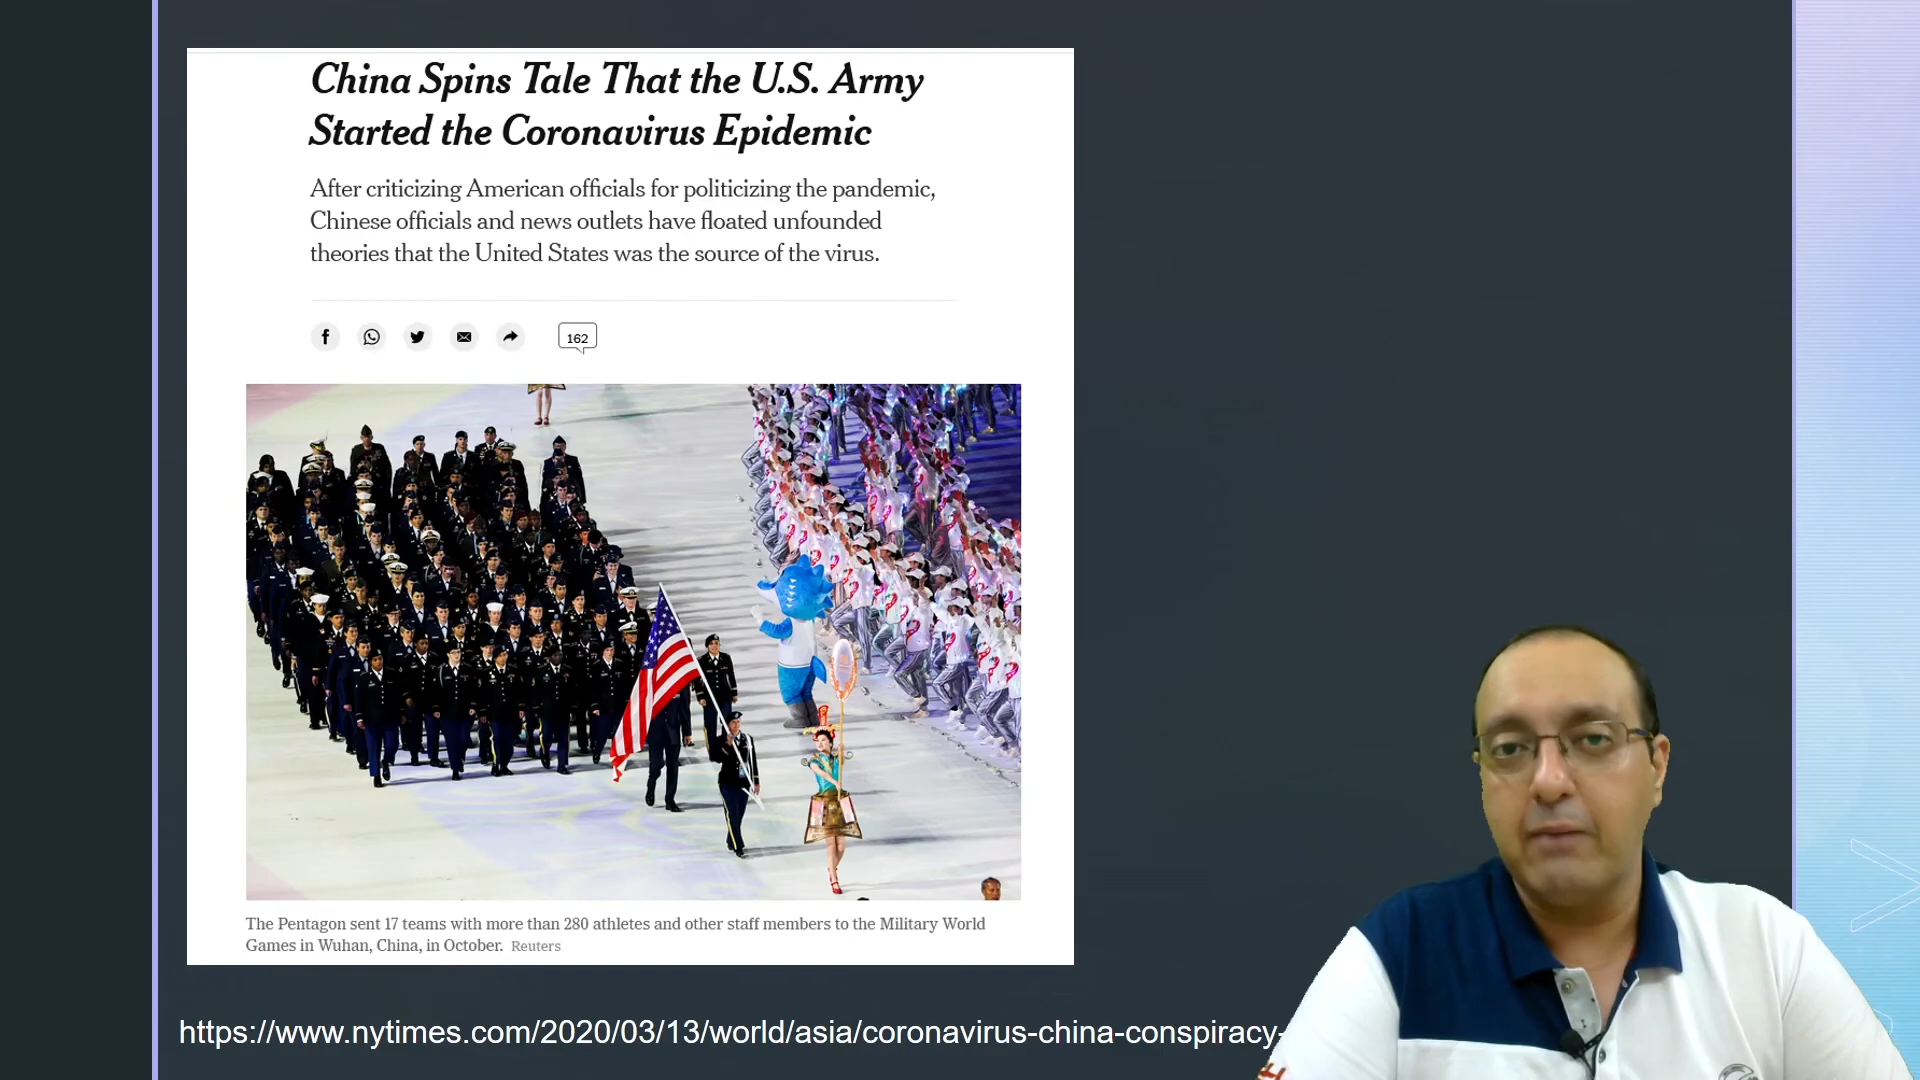 China Spins Tale That the U.S. Army
Started the Coronavirus Epidemic
After criticizing American officials for politicizing the pandemic,
Chinese officials and news outlets have floated unfounded
theories that the United States was the source of the virus.
162
The Pentagon sent 17 teams with more than 280 athletes and other staff members to the Military World
Games in Wuhan, China, in October. Reuters
https://www.nytimes.com/2020/03/13/world/asia/coronavirus-china-conspiracy-